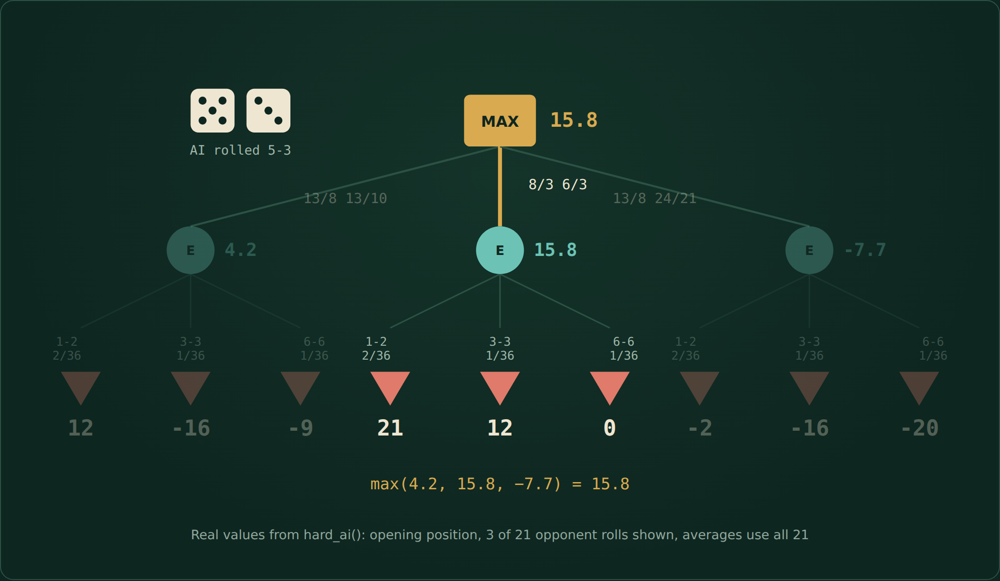 MAX 15.8
AI rolled 5-3
8/3 6/3
13/8 13/10
13/8 24/21
E 4.2
E 15.8
E -7.7
1-2 3-3 6-6 1-2 3-3 6-6 1-2 3-3 6-6
2/36 1/36 1/36 2/36 1/36 1/36 2/36 1/36 1/36
12 -16 -9 21 12 0 -2 -16 -20
max(4.2, 15.8, −7.7) = 15.8
Real values from hard_ai(): opening position, 3 of 21 opponent rolls shown, averages use all 21